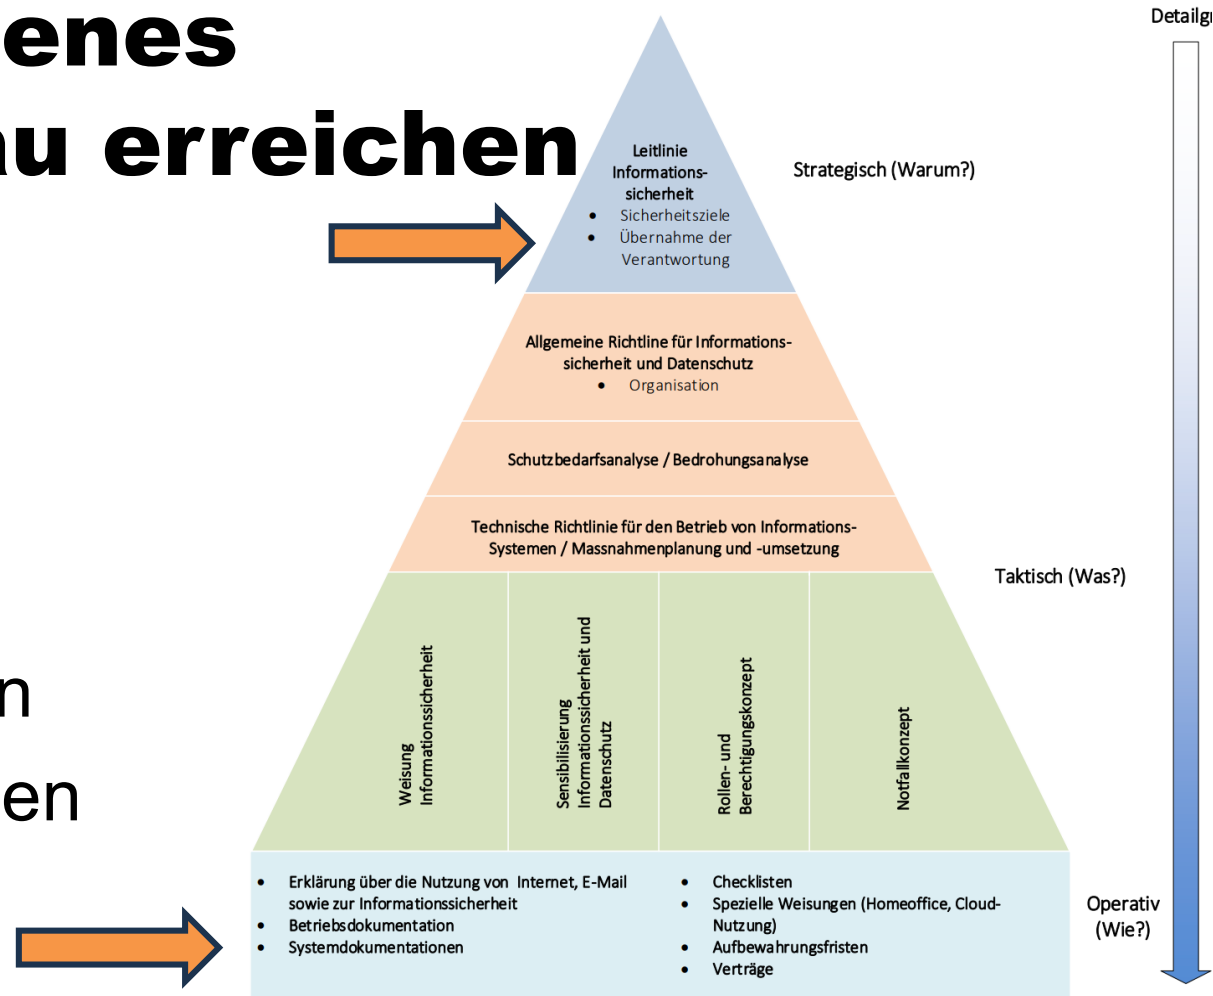 enes
au erreichen
Detailgr
Leitlinie
Informations-
sicherheit
• Sicherheitsziele
• Übernahme der
Verantwortung
Strategisch (Warum?)
Allgemeine Richtline für Informations-
sicherheit und Datenschutz
• Organisation
Schutzbedarfsanalyse / Bedrohungsanalyse
Technische Richtlinie für den Betrieb von Informations-
Systemen / Massnahmenplanung und -umsetzung
Taktisch (Was?)
n
en
Weisung
Informationssicherheit
Sensibilisierung
Informationssicherheit und
Datenschutz
Rollen- und
Berechtigungskonzept
Notfallkonzept
• Erklärung über die Nutzung von Internet, E-Mail
sowie zur Informationssicherheit
• Betriebsdokumentation
• Systemdokumentationen
• Checklisten
• Spezielle Weisungen (Homeoffice, Cloud-
Nutzung)
• Aufbewahrungsfristen
• Verträge
Operativ
(Wie?)